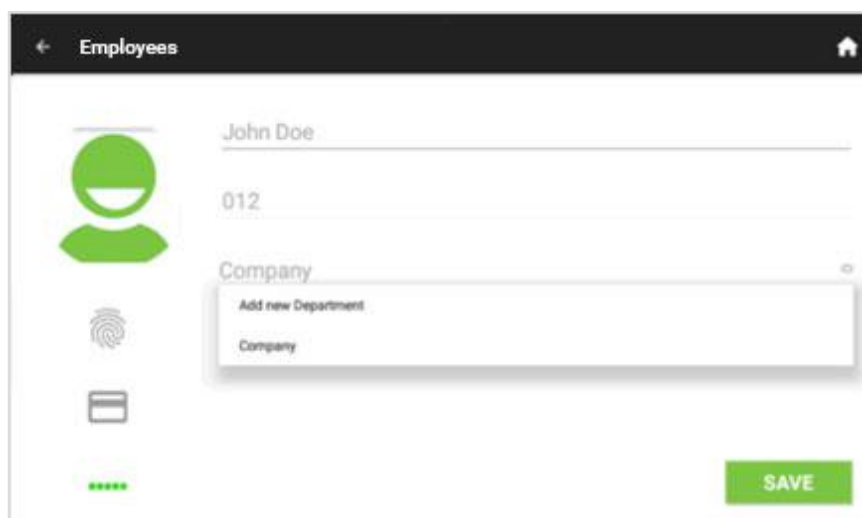 Employees
John Doe
012
Company
Add new Department
Company
SAVE